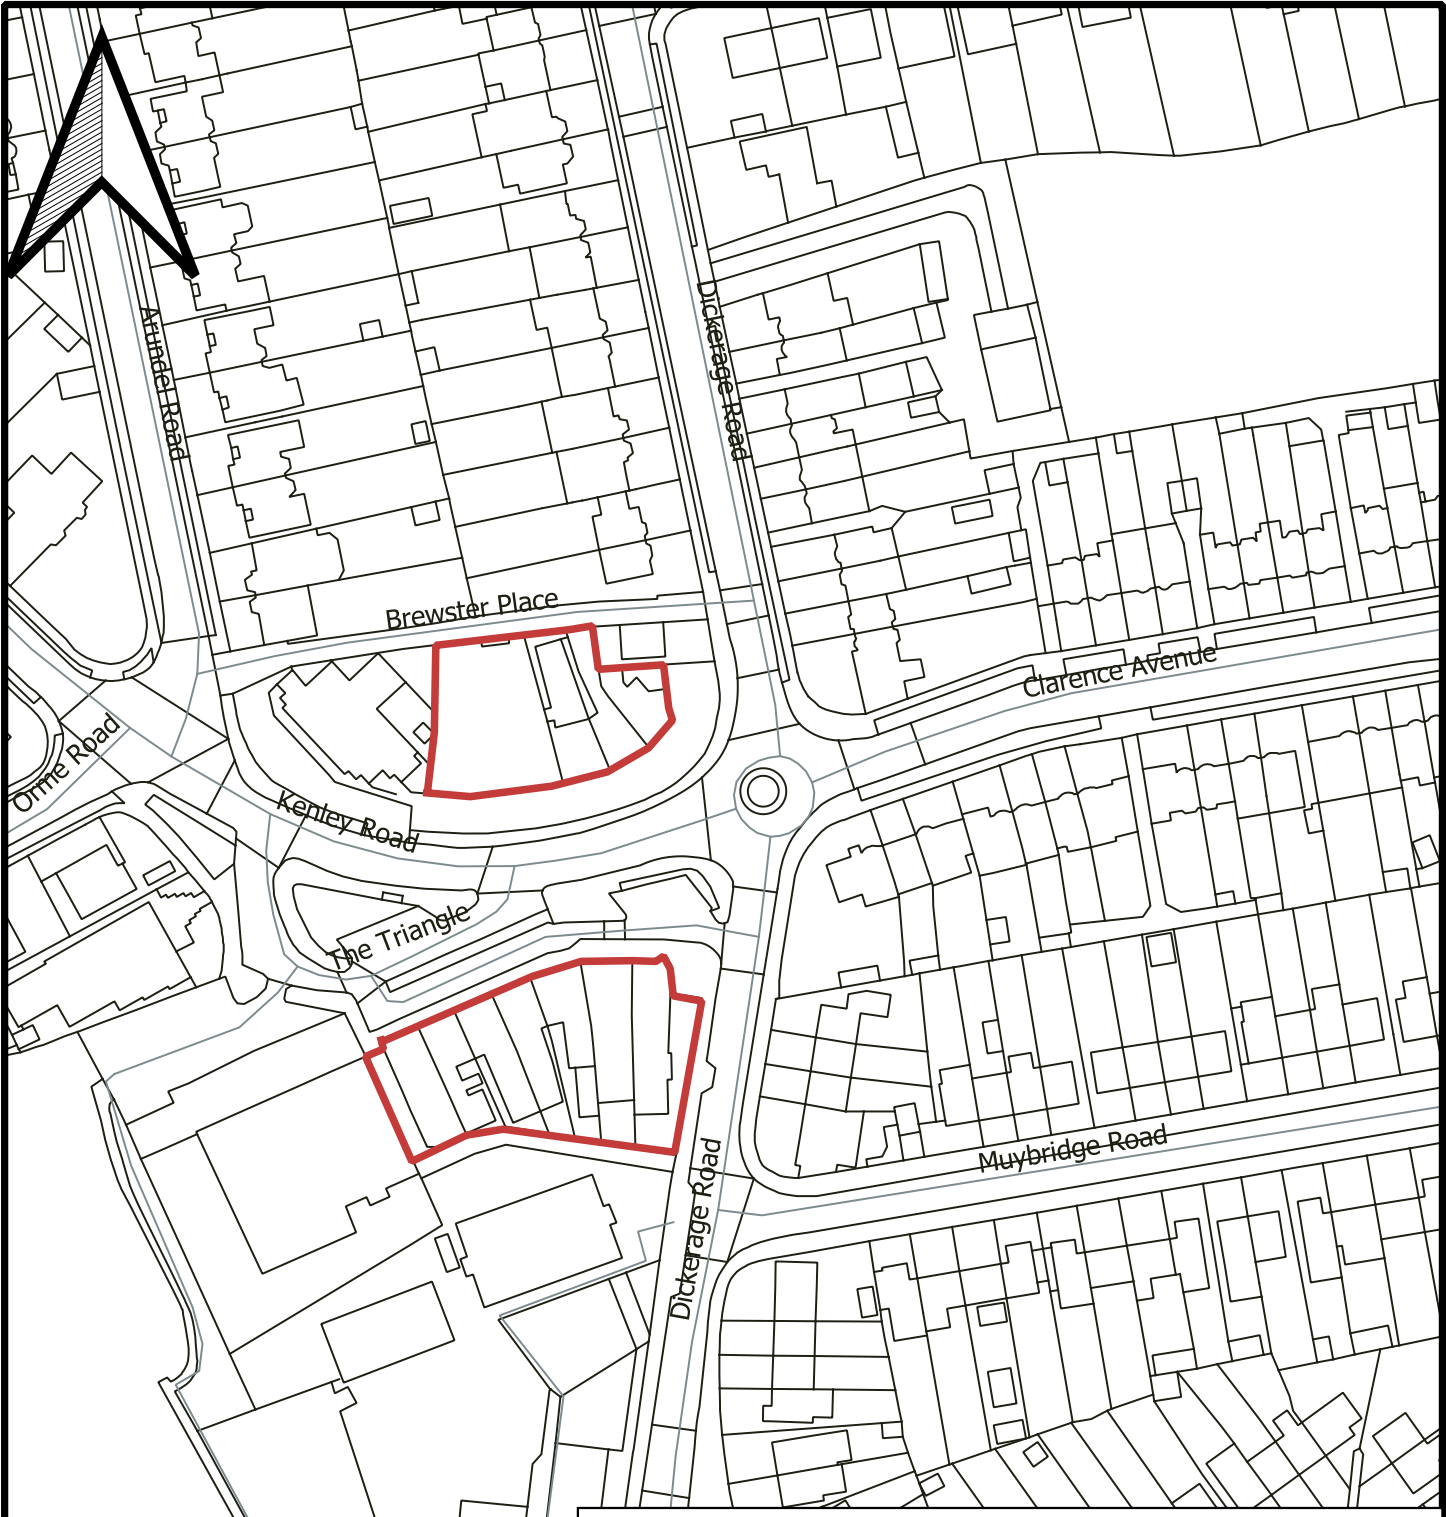 Arundel Road
Dickerage Road
Brewster Place
Clarence Avenue
Orme Road
Kenley Road
The Triangle
Muybridge Road
Dickerage Road